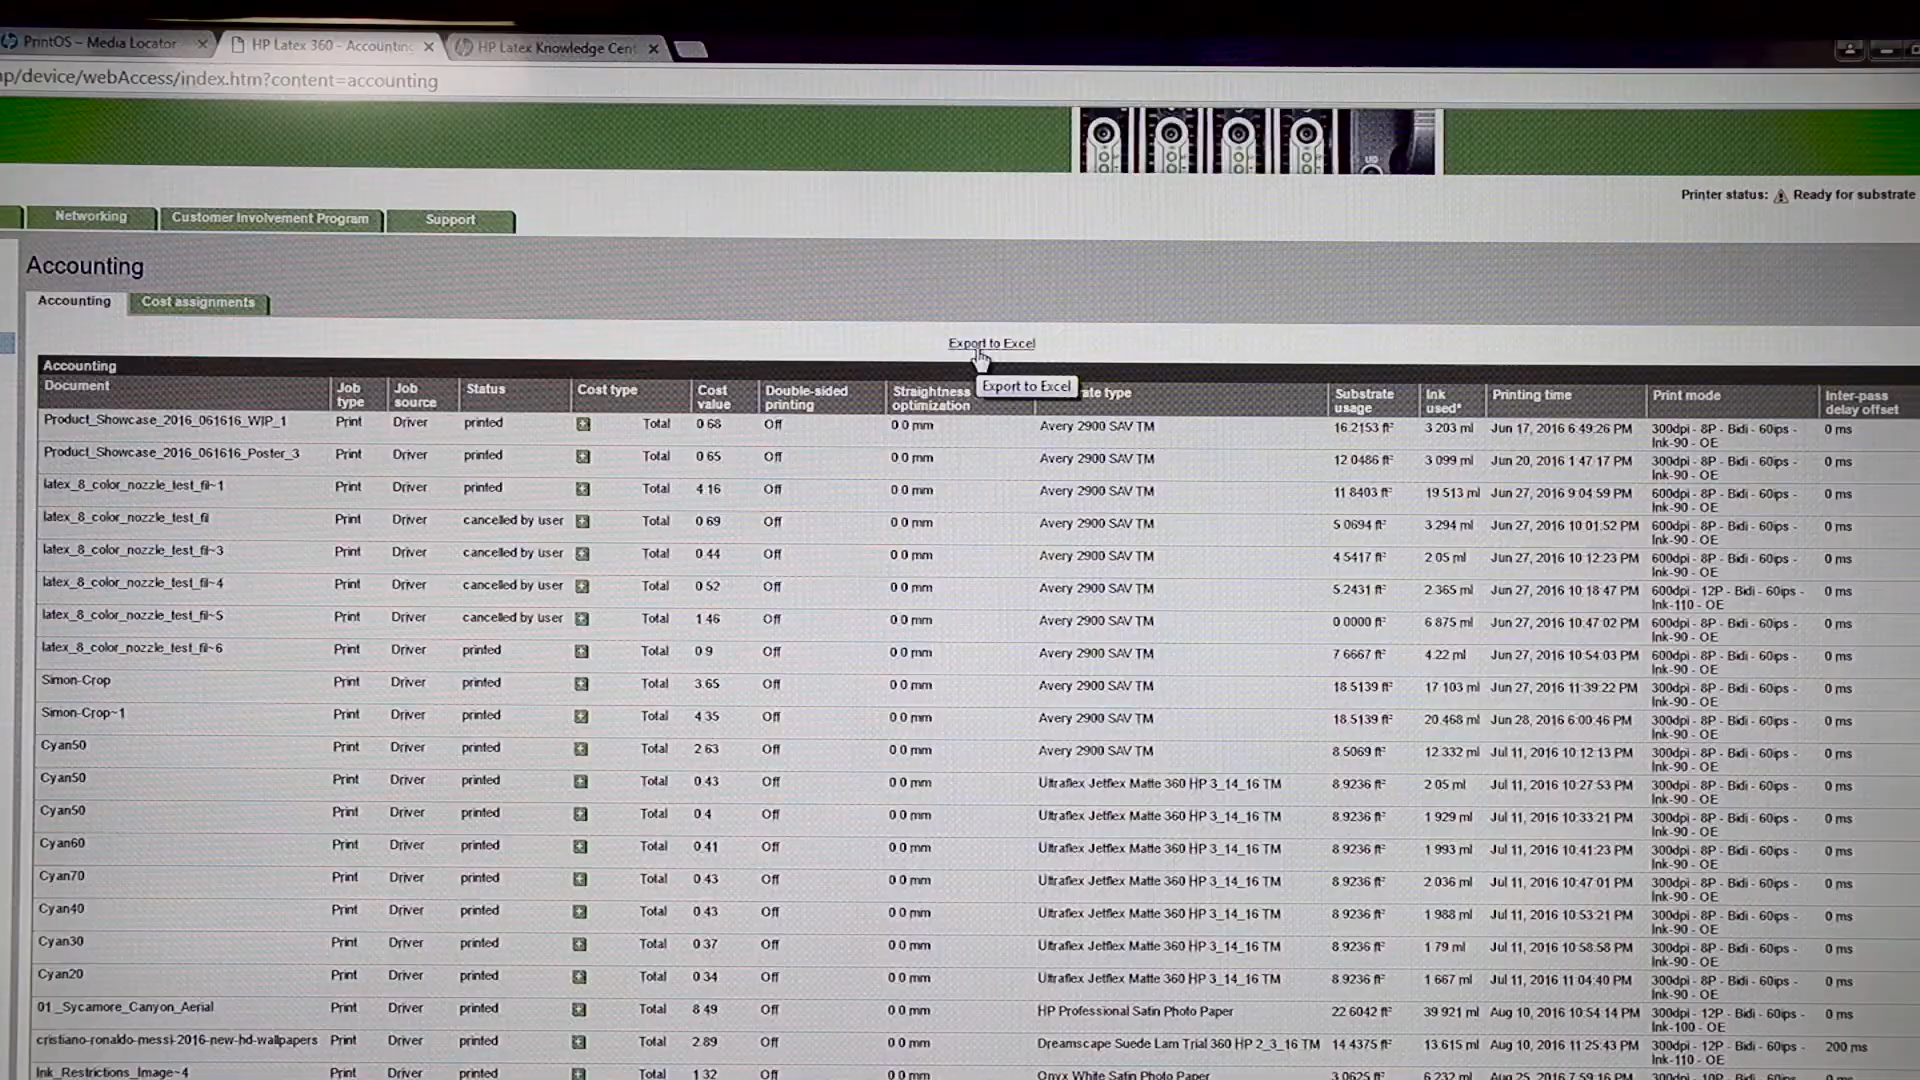 PrintOS – Media Locator
HP Latex 360 - Accounting
HP Latex Knowledge Cent
hp/device/webAccess/index.htm?content=accounting
Printer status: Ready for substrate
Networking Customer Involvement Program Support
Accounting
Accounting Cost assignments
Export to Excel
Export to Excel
Accounting
Document Job type Job source Status Cost type Cost value Double-sided printing Straightness optimization ate type Substrate usage Ink used* Printing time Print mode Inter-pass delay offset
Product_Showcase_2016_061616_WIP_1 Print Driver printed Total 0.68 Off 0.0 mm Avery 2900 SAV TM 16.2153 ft² 3.203 ml Jun 17, 2016 6:49:26 PM 300dpi - 8P - Bidi - 60ips - Ink-90 - OE 0 ms
Product_Showcase_2016_061616_Poster_3 Print Driver printed Total 0.65 Off 0.0 mm Avery 2900 SAV TM 12.0486 ft² 3.099 ml Jun 20, 2016 1:47:17 PM 300dpi - 8P - Bidi - 60ips - Ink-90 - OE 0 ms
latex_8_color_nozzle_test_fil~1 Print Driver printed Total 4.16 Off 0.0 mm Avery 2900 SAV TM 11.8403 ft² 19.513 ml Jun 27, 2016 9:04:59 PM 600dpi - 8P - Bidi - 60ips - Ink-90 - OE 0 ms
latex_8_color_nozzle_test_fil Print Driver cancelled by user Total 0.69 Off 0.0 mm Avery 2900 SAV TM 5.0694 ft² 3.294 ml Jun 27, 2016 10:01:52 PM 600dpi - 8P - Bidi - 60ips - Ink-90 - OE 0 ms
latex_8_color_nozzle_test_fil~3 Print Driver cancelled by user Total 0.44 Off 0.0 mm Avery 2900 SAV TM 4.5417 ft² 2.05 ml Jun 27, 2016 10:12:23 PM 600dpi - 8P - Bidi - 60ips - Ink-90 - OE 0 ms
latex_8_color_nozzle_test_fil~4 Print Driver cancelled by user Total 0.52 Off 0.0 mm Avery 2900 SAV TM 5.2431 ft² 2.365 ml Jun 27, 2016 10:18:47 PM 600dpi - 12P - Bidi - 60ips - Ink-110 - OE 0 ms
latex_8_color_nozzle_test_fil~5 Print Driver cancelled by user Total 1.46 Off 0.0 mm Avery 2900 SAV TM 0.0000 ft² 6.875 ml Jun 27, 2016 10:47:02 PM 600dpi - 8P - Bidi - 60ips - Ink-90 - OE 0 ms
latex_8_color_nozzle_test_fil~6 Print Driver printed Total 0.9 Off 0.0 mm Avery 2900 SAV TM 7.6667 ft² 4.22 ml Jun 27, 2016 10:54:03 PM 600dpi - 8P - Bidi - 60ips - Ink-90 - OE 0 ms
Simon-Crop Print Driver printed Total 3.65 Off 0.0 mm Avery 2900 SAV TM 18.5139 ft² 17.103 ml Jun 27, 2016 11:39:22 PM 300dpi - 8P - Bidi - 60ips - Ink-90 - OE 0 ms
Simon-Crop~1 Print Driver printed Total 4.35 Off 0.0 mm Avery 2900 SAV TM 18.5139 ft² 20.468 ml Jun 28, 2016 6:00:46 PM 300dpi - 8P - Bidi - 60ips - Ink-90 - OE 0 ms
Cyan50 Print Driver printed Total 2.63 Off 0.0 mm Avery 2900 SAV TM 8.5069 ft² 12.332 ml Jul 11, 2016 10:12:13 PM 300dpi - 8P - Bidi - 60ips - Ink-90 - OE 0 ms
Cyan50 Print Driver printed Total 0.43 Off 0.0 mm Ultraflex Jetflex Matte 360 HP 3_14_16 TM 8.9236 ft² 2.05 ml Jul 11, 2016 10:27:53 PM 300dpi - 8P - Bidi - 60ips - Ink-90 - OE 0 ms
Cyan50 Print Driver printed Total 0.4 Off 0.0 mm Ultraflex Jetflex Matte 360 HP 3_14_16 TM 8.9236 ft² 1.929 ml Jul 11, 2016 10:33:21 PM 300dpi - 8P - Bidi - 60ips - Ink-90 - OE 0 ms
Cyan60 Print Driver printed Total 0.41 Off 0.0 mm Ultraflex Jetflex Matte 360 HP 3_14_16 TM 8.9236 ft² 1.993 ml Jul 11, 2016 10:41:23 PM 300dpi - 8P - Bidi - 60ips - Ink-90 - OE 0 ms
Cyan70 Print Driver printed Total 0.43 Off 0.0 mm Ultraflex Jetflex Matte 360 HP 3_14_16 TM 8.9236 ft² 2.036 ml Jul 11, 2016 10:47:01 PM 300dpi - 8P - Bidi - 60ips - Ink-90 - OE 0 ms
Cyan40 Print Driver printed Total 0.43 Off 0.0 mm Ultraflex Jetflex Matte 360 HP 3_14_16 TM 8.9236 ft² 1.988 ml Jul 11, 2016 10:53:21 PM 300dpi - 8P - Bidi - 60ips - Ink-90 - OE 0 ms
Cyan30 Print Driver printed Total 0.37 Off 0.0 mm Ultraflex Jetflex Matte 360 HP 3_14_16 TM 8.9236 ft² 1.79 ml Jul 11, 2016 10:58:58 PM 300dpi - 8P - Bidi - 60ips - Ink-90 - OE 0 ms
Cyan20 Print Driver printed Total 0.34 Off 0.0 mm Ultraflex Jetflex Matte 360 HP 3_14_16 TM 8.9236 ft² 1.667 ml Jul 11, 2016 11:04:40 PM 300dpi - 8P - Bidi - 60ips - Ink-90 - OE 0 ms
01_Sycamore_Canyon_Aerial Print Driver printed Total 8.49 Off 0.0 mm HP Professional Satin Photo Paper 22.6042 ft² 39.921 ml Aug 10, 2016 10:54:14 PM 300dpi - 12P - Bidi - 60ips - Ink-100 - OE 0 ms
cristiano-ronaldo-messi-2016-new-hd-wallpapers Print Driver printed Total 2.89 Off 0.0 mm Dreamscape Suede Lam Trial 360 HP 2_3_16 TM 14.4375 ft² 13.615 ml Aug 10, 2016 11:25:43 PM 300dpi - 12P - Bidi - 60ips - Ink-110 - OE 200 ms
Ink_Restrictions_Image~4 Print Driver printed Total 1.32 Off 0.0 mm Onyx White Satin Photo Paper 3.0625 ft² 6.232 ml Aug 25, 2016 7:59:16 PM 300dpi - 10P - Bidi - 60ips - 0 ms